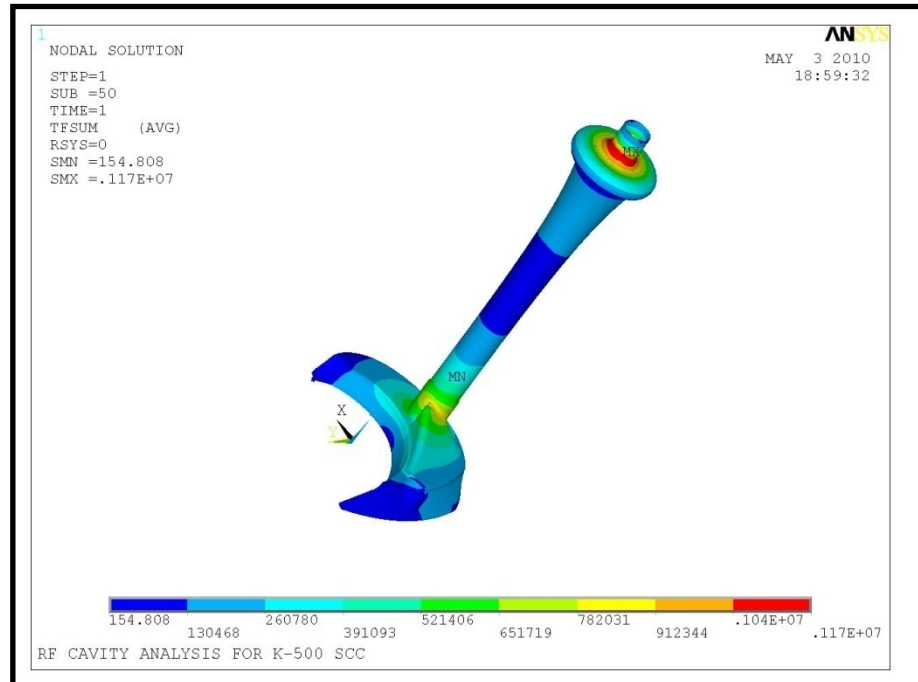 1
NODAL SOLUTION
STEP=1
SUB =50
TIME=1
TFSUM (AVG)
RSYS=0
SMN =154.808
SMX =.117E+07
ANSYS
MAY 3 2010
18:59:32
MX
MN
X
Y
154.808 260780 521406 782031 .104E+07
130468 391093 651719 912344 .117E+07
RF CAVITY ANALYSIS FOR K-500 SCC